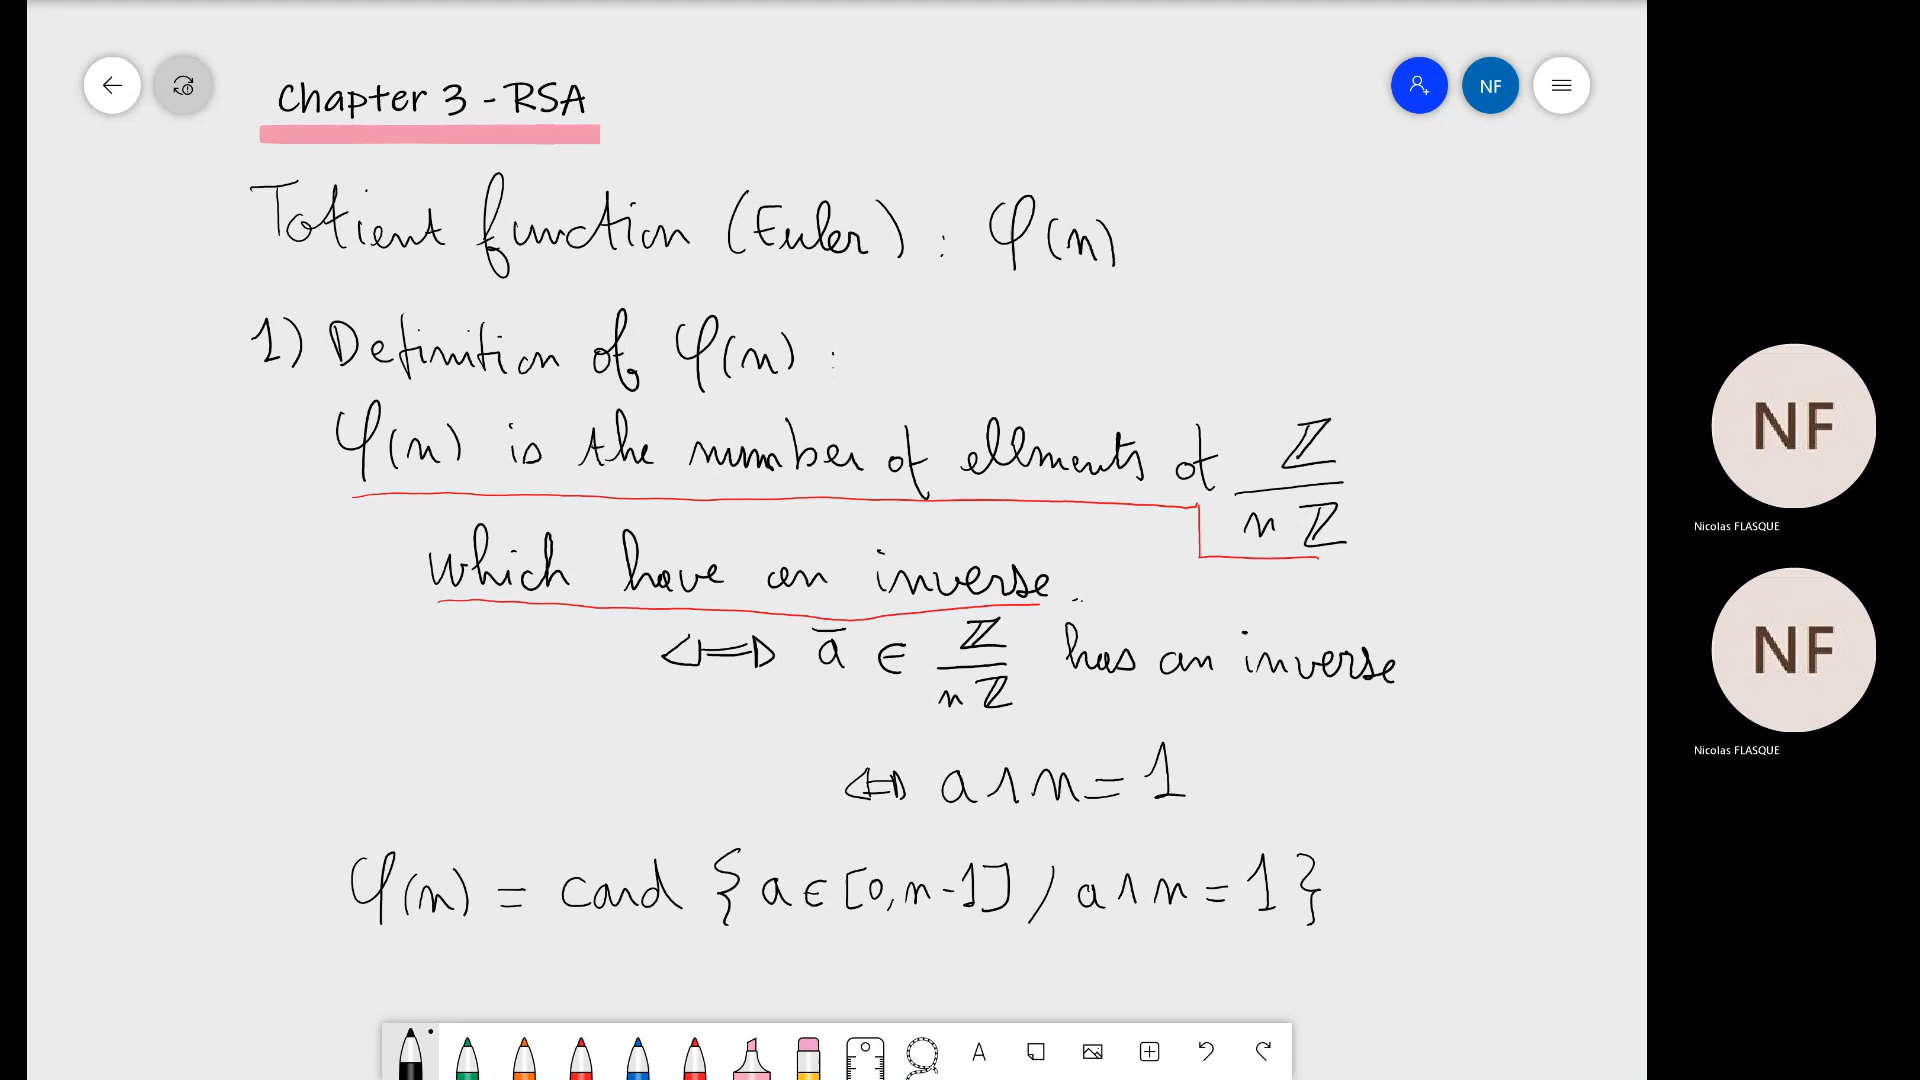 Chapter 3 - RSA
NF
Totient function (Euler) : φ(n)
1) Definition of φ(n) :
φ(n) is the number of elements of ℤ/nℤ
which have an inverse.
⇔ a̅ ∈ ℤ/nℤ has an inverse
⇔ a∧n = 1
φ(n) = card { a ∈ [0, n-1] / a∧n = 1 }
A
NF
Nicolas FLASQUE
NF
Nicolas FLASQUE